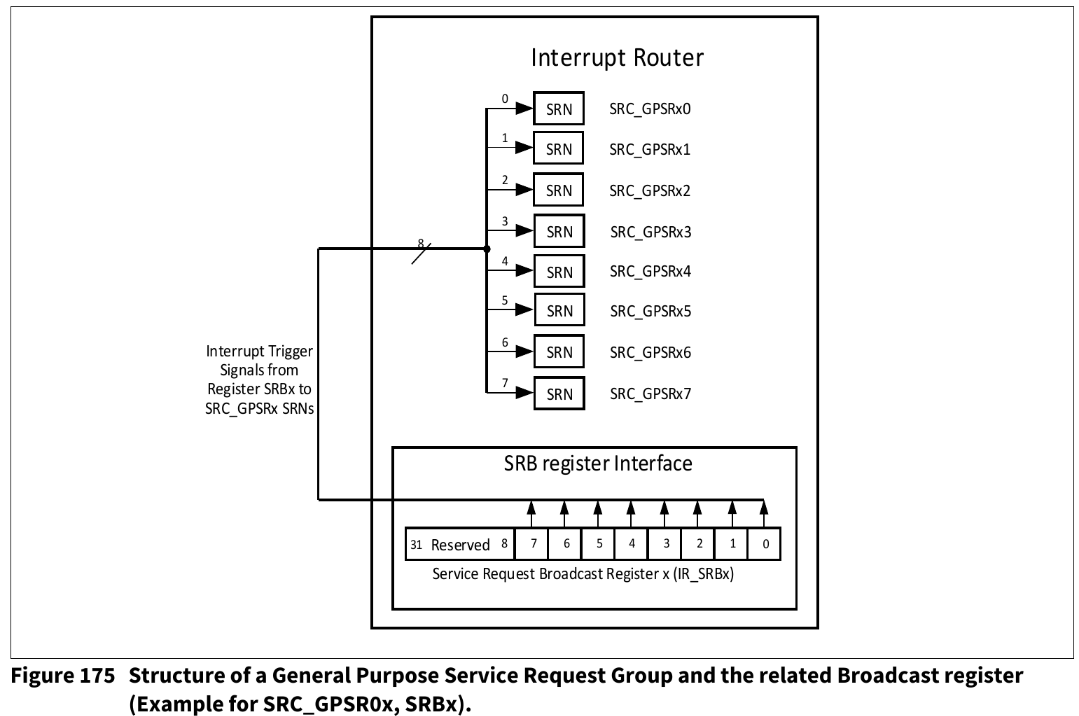 Interrupt Router
0 SRN SRC_GPSRx0
1 SRN SRC_GPSRx1
2 SRN SRC_GPSRx2
3 SRN SRC_GPSRx3
8
4 SRN SRC_GPSRx4
5 SRN SRC_GPSRx5
6 SRN SRC_GPSRx6
7 SRN SRC_GPSRx7
Interrupt Trigger
Signals from
Register SRBx to
SRC_GPSRx SRNs
SRB register Interface
31 Reserved 8 7 6 5 4 3 2 1 0
Service Request Broadcast Register x (IR_SRBx)
Figure 175 Structure of a General Purpose Service Request Group and the related Broadcast register
(Example for SRC_GPSR0x, SRBx).